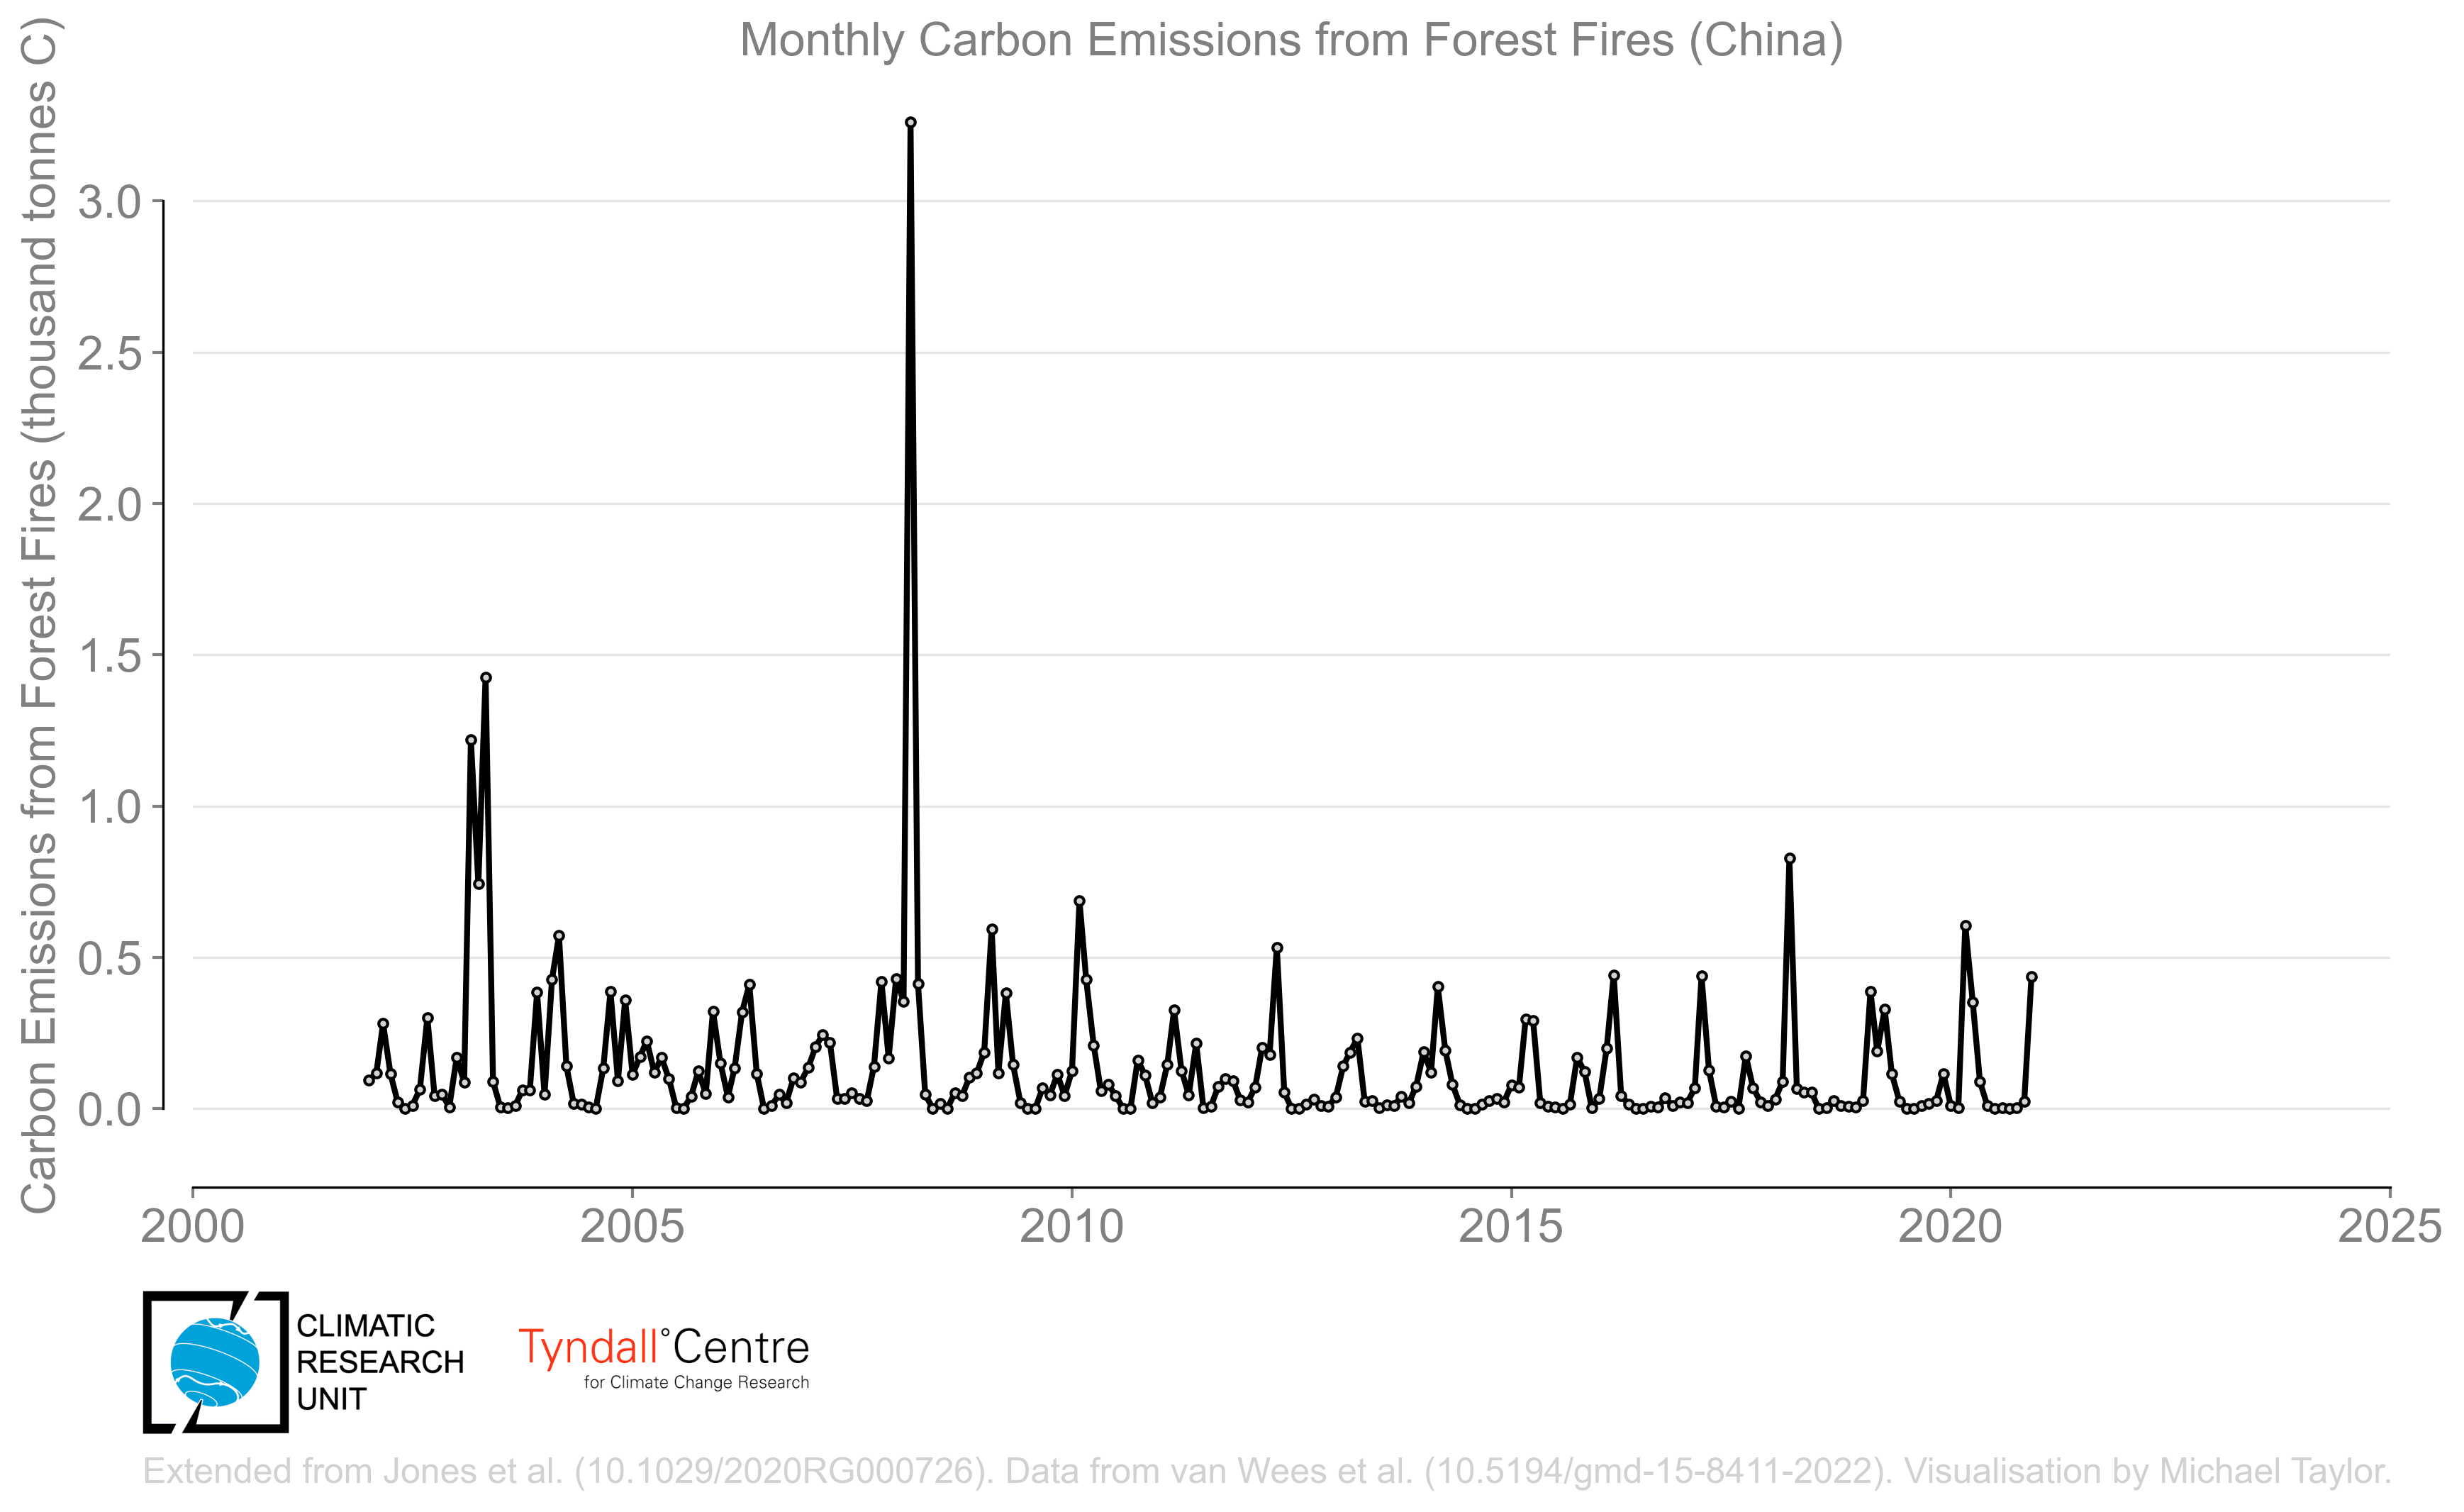 Monthly Carbon Emissions from Forest Fires (China)
Carbon Emissions from Forest Fires (thousand tonnes C)
3.0
2.5
2.0
1.5
1.0
0.5
0.0
2000 2005 2010 2015 2020 2025
CLIMATIC
RESEARCH
UNIT
Tyndall°Centre
for Climate Change Research
Extended from Jones et al. (10.1029/2020RG000726). Data from van Wees et al. (10.5194/gmd-15-8411-2022). Visualisation by Michael Taylor.